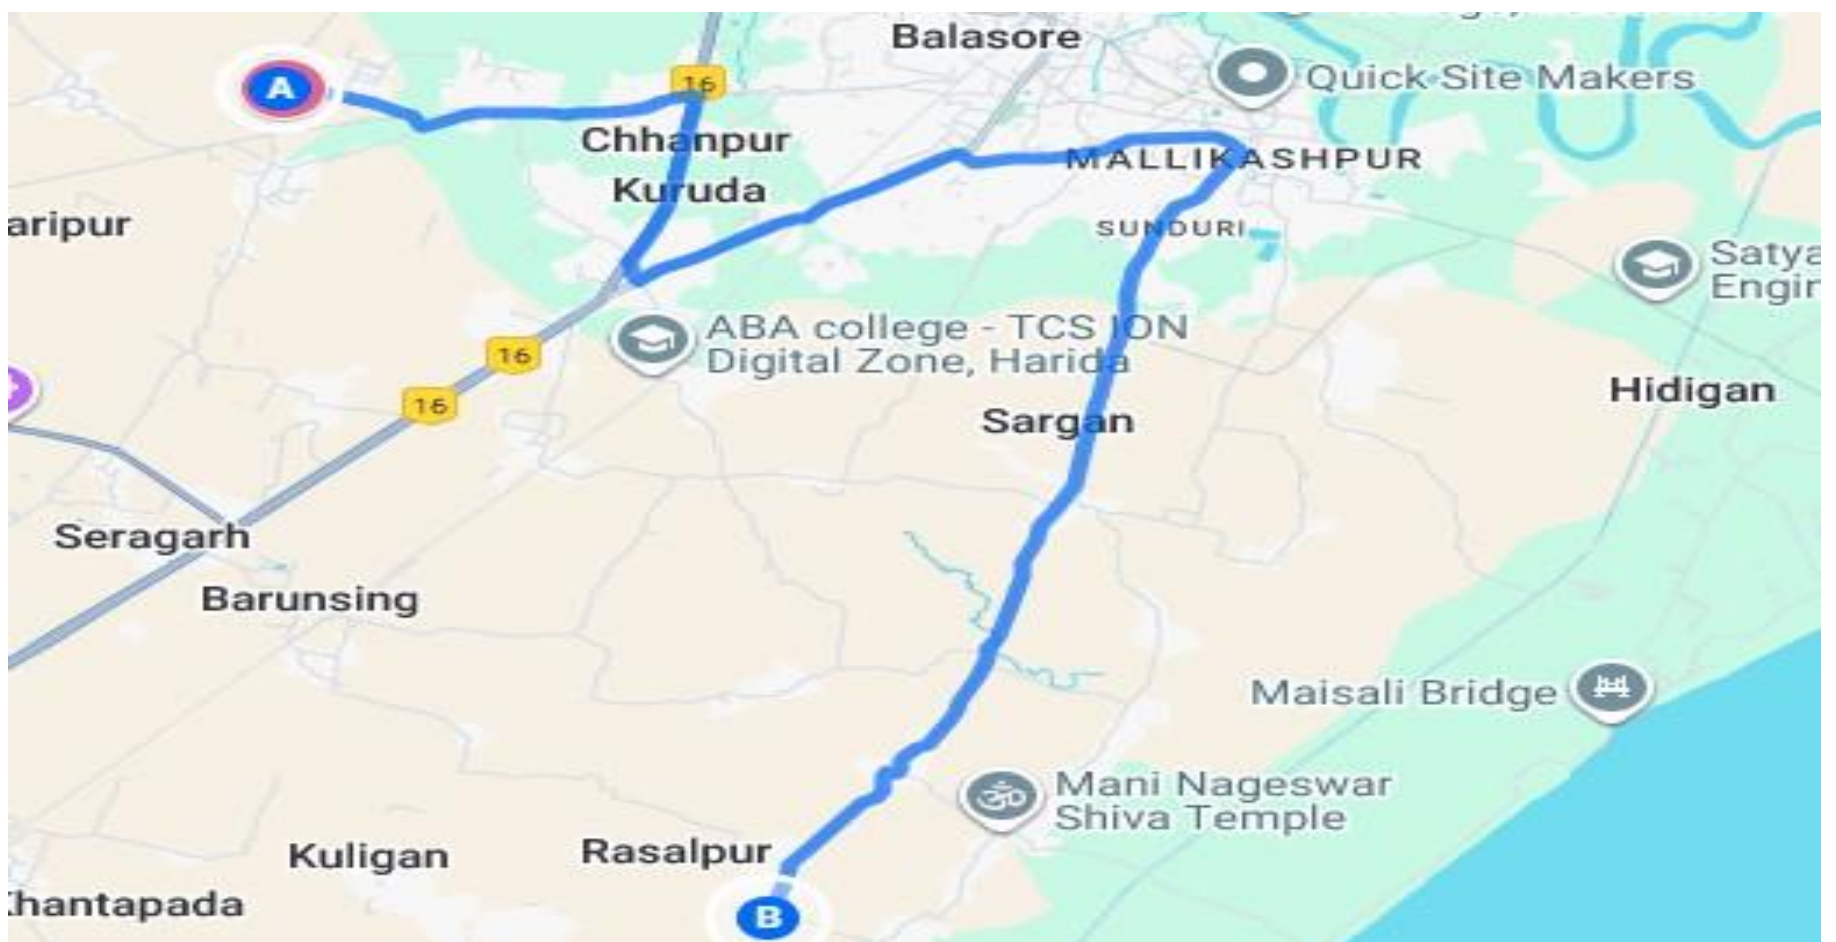 Balasore
Quick Site Makers
A
16
Chhanpur
Kuruda
MALLIKASHPUR
SUNDURI
aripur
Satya
Engin
ABA college - TCS ION
Digital Zone, Harida
16
16
Hidigan
Sargan
Seragarh
Barunsing
Maisali Bridge
Mani Nageswar
Shiva Temple
Kuligan
Rasalpur
hantapada
B